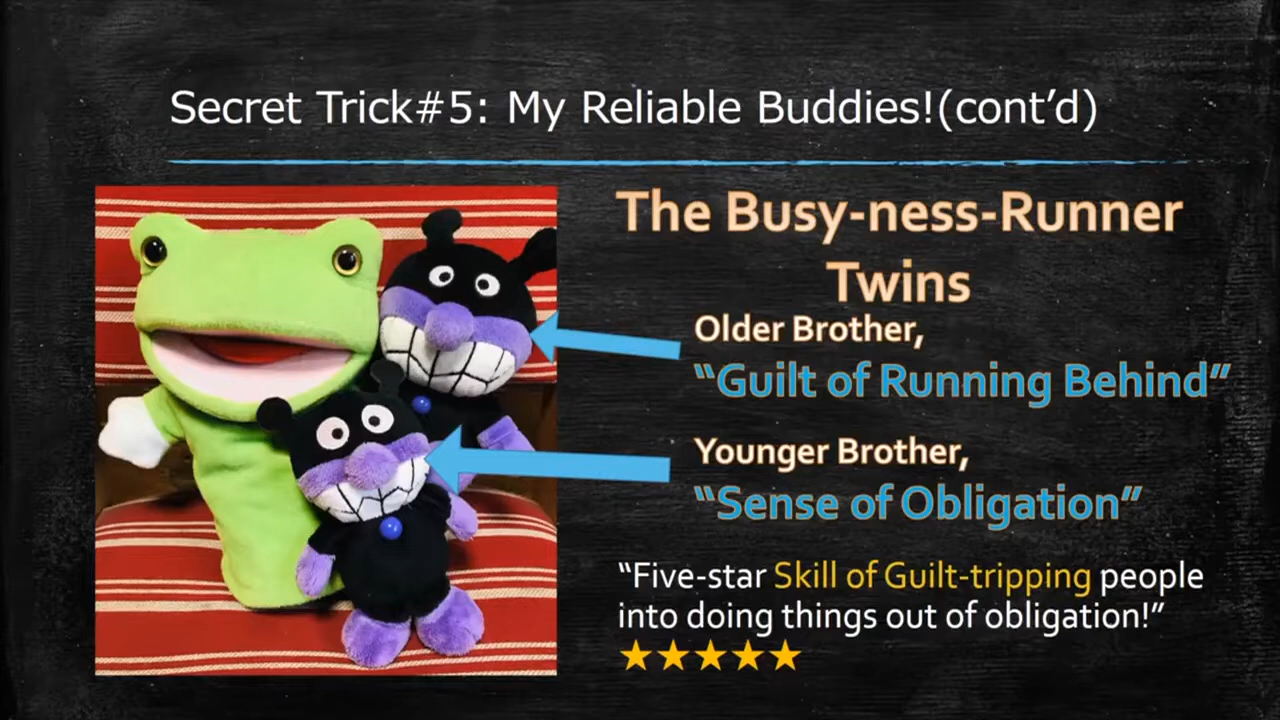 Secret Trick#5: My Reliable Buddies!(cont’d)
The Busy-ness-Runner
Twins
Older Brother,
“Guilt of Running Behind”
Younger Brother,
“Sense of Obligation”
“Five-star Skill of Guilt-tripping people
into doing things out of obligation!”
★★★★★